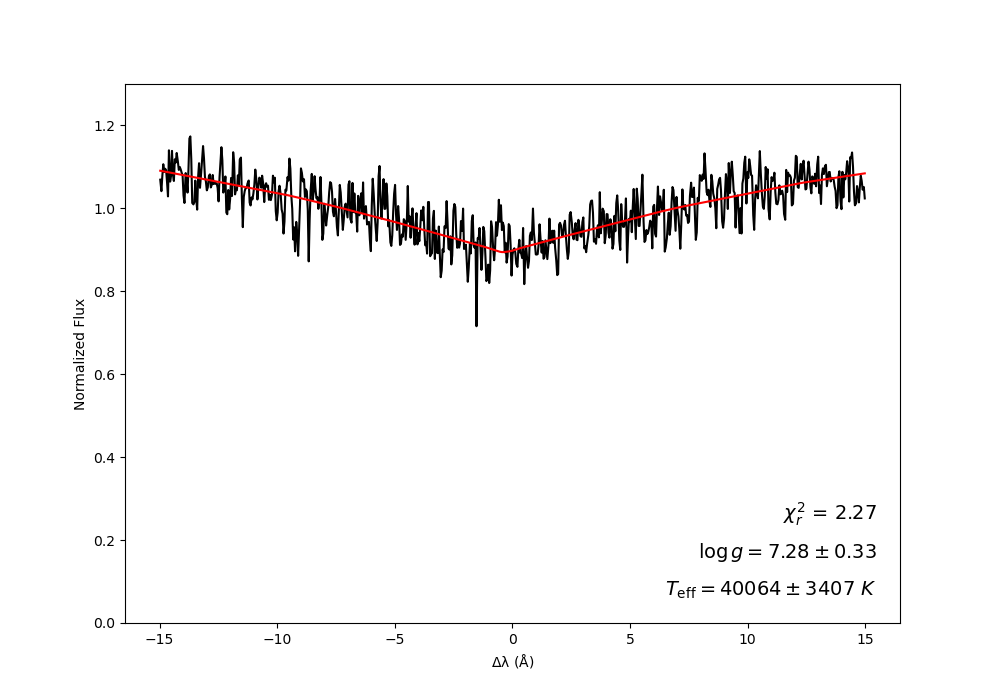 1.2
1.0
0.8
0.6
0.4
0.2
0.0
Normalized Flux
χ²ᵣ = 2.27
log g = 7.28 ± 0.33
T_eff = 40064 ± 3407 K
−15 −10 −5 0 5 10 15
Δλ (Å)